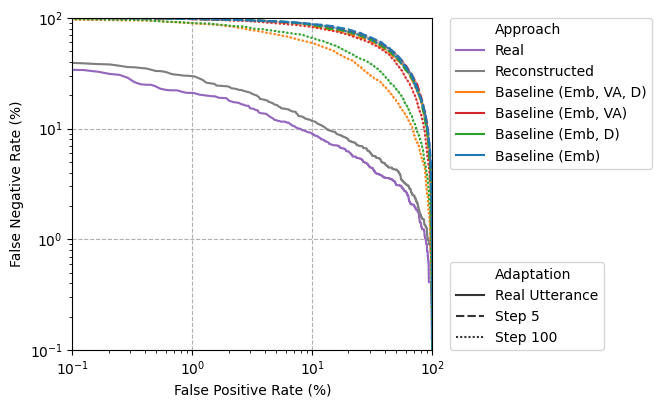 10²
10¹
10⁰
10⁻¹
False Negative Rate (%)
10⁻¹
10⁰
10¹
10²
False Positive Rate (%)
Approach
Real
Reconstructed
Baseline (Emb, VA, D)
Baseline (Emb, VA)
Baseline (Emb, D)
Baseline (Emb)
Adaptation
Real Utterance
Step 5
Step 100